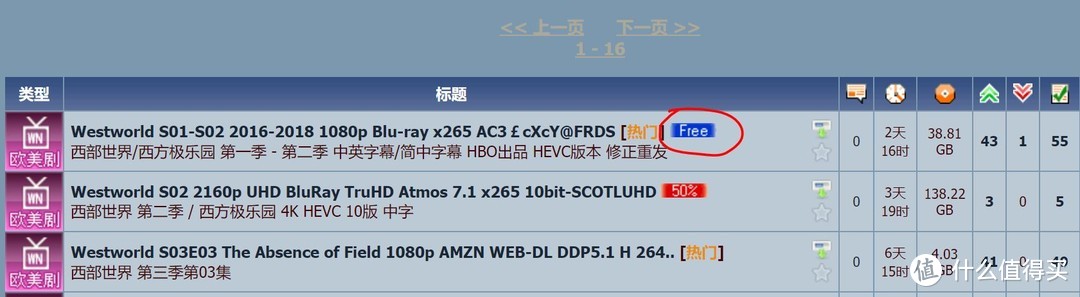 << 上一页 下一页 >>
1 - 16
类型 标题
WN
欧美剧
Westworld S01-S02 2016-2018 1080p Blu-ray x265 AC3￡cXcY@FRDS [热门] Free
西部世界/西方极乐园 第一季 - 第二季 中英字幕/简中字幕 HBO出品 HEVC版本 修正重发
0 2天 16时 38.81 GB 43 1 55
WN
欧美剧
Westworld S02 2160p UHD BluRay TruHD Atmos 7.1 x265 10bit-SCOTLUHD 50%
西部世界 第二季 / 西方极乐园 4K HEVC 10版 中字
0 3天 19时 138.22 GB 3 0 5
WN
欧美剧
Westworld S03E03 The Absence of Field 1080p AMZN WEB-DL DDP5.1 H 264.. [热门]
西部世界 第三季第03集
0 6天 15时 4.03 GB 41 0 40
值 什么值得买